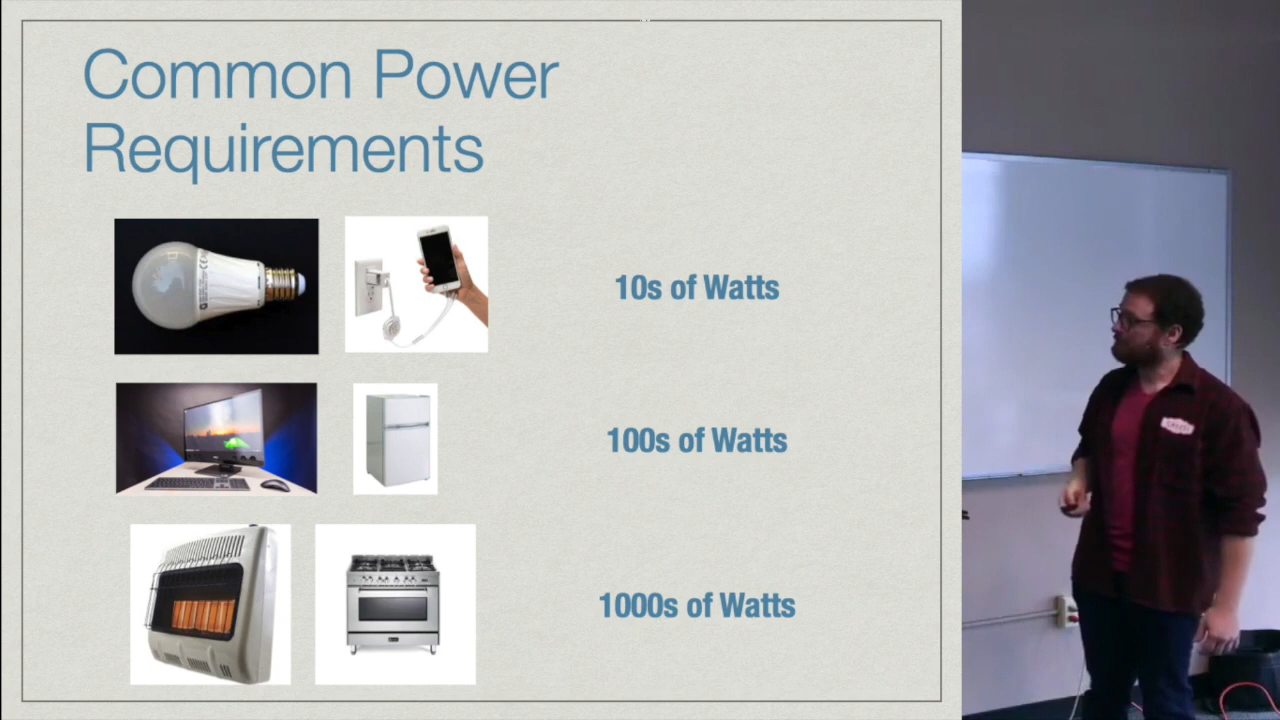 Common Power
Requirements
10s of Watts
100s of Watts
1000s of Watts